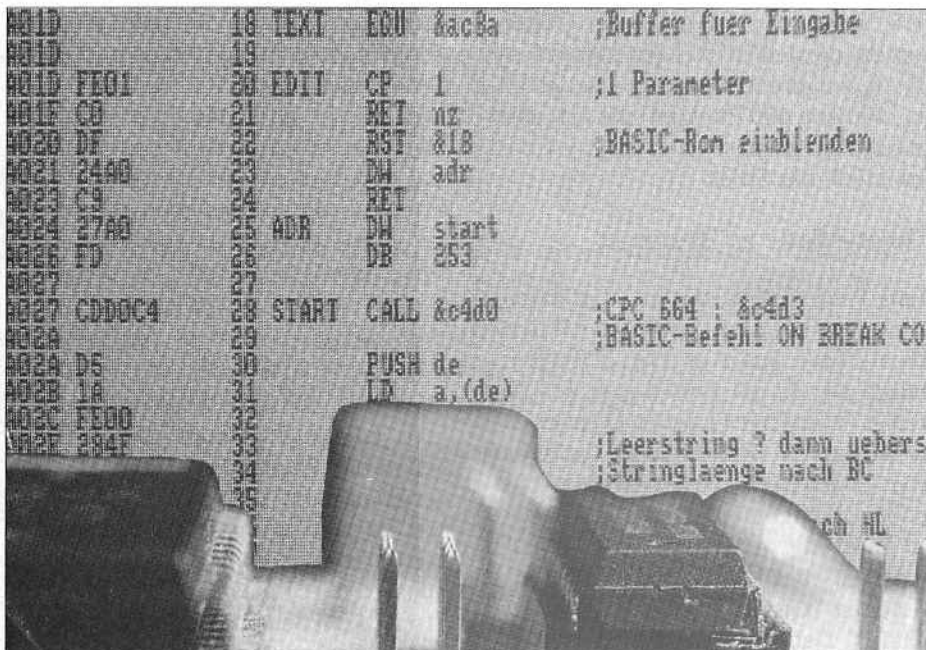 A01D 18 TEXT EQU &ac8a ;Buffer fuer Eingabe
A01D 19
A01D FE01 20 EDIT CP 1 ;1 Parameter
A01F C0 21 RET nz
A020 DF 22 RST &18 ;BASIC-Rom einblenden
A021 24A0 23 DW adr
A023 C9 24 RET
A024 27A0 25 ADR DW start
A026 FD 26 DB 253
A027 27
A027 CDD0C4 28 START CALL &c4d0 ;CPC 664 : &c4d3
A02A 29 ;BASIC-Befehl ON BREAK CO
A02A D5 30 PUSH de
A02B 1A 31 LD a,(de)
A02C FE00 32
A02E 284F 33 ;Leerstring ? dann uebers
34 ;Stringlaenge nach BC
35
ch HL